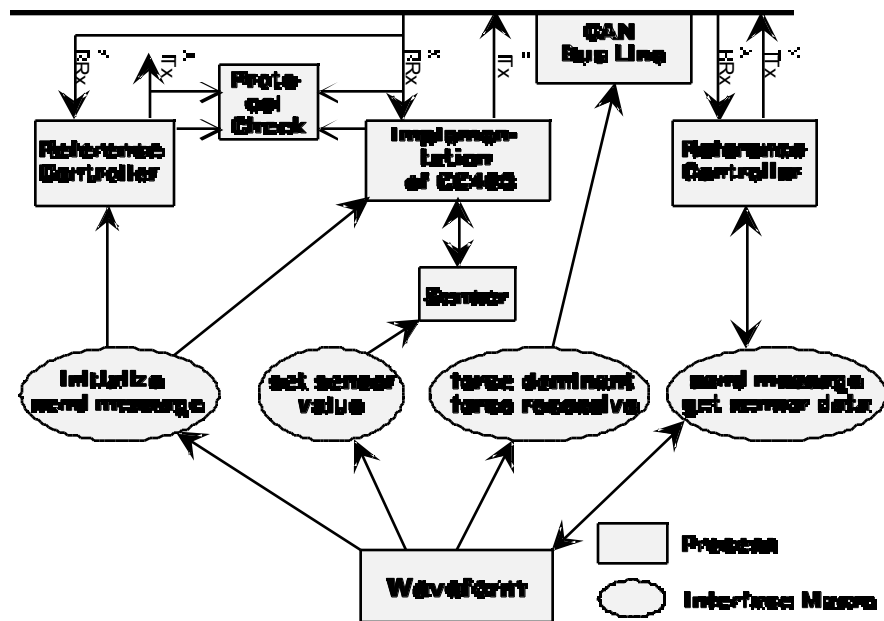 CAN
Bus Line
Rx
Tx
Rx
Tx
Rx
Tx
Proto-
col
Check
Reference
Controller
Implemen-
tation
of
Reference
Controller
Sensor
initialize
send message
set sensor
value
force dominant
force recessive
send message
get sensor data
Waveform
Process
Interface Macro